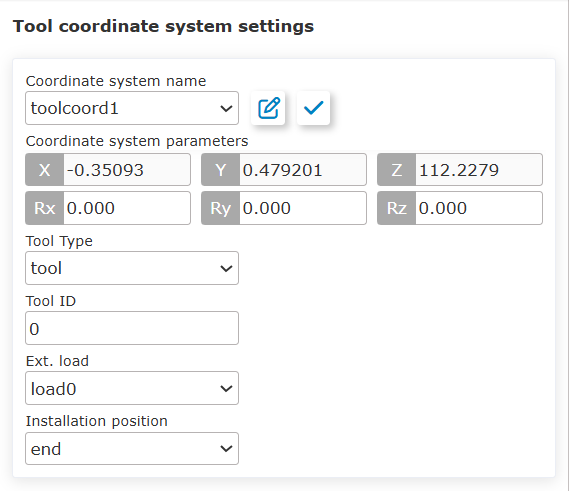 Tool coordinate system settings
Coordinate system name
toolcoord1
Coordinate system parameters
X -0.35093 Y 0.479201 Z 112.2279
Rx 0.000 Ry 0.000 Rz 0.000
Tool Type
tool
Tool ID
0
Ext. load
load0
Installation position
end